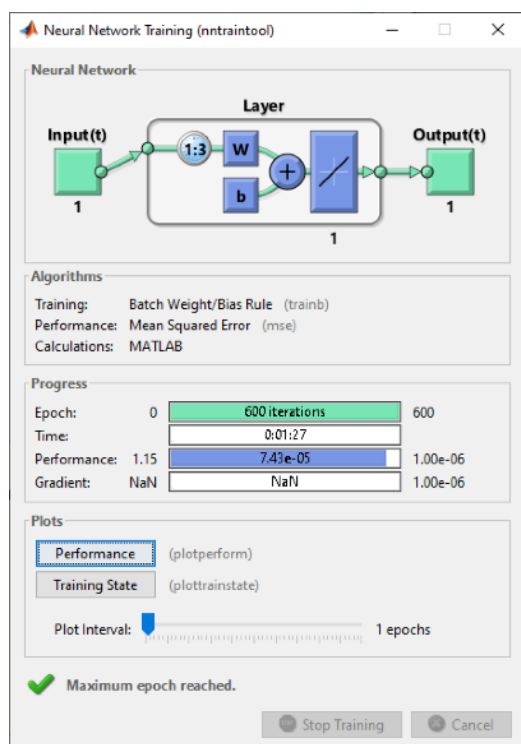 Neural Network Training (nntraintool)
Neural Network
Layer
Input(t)
Output(t)
1:3
W
b
+
1
1
1
Algorithms
Training: Batch Weight/Bias Rule (trainb)
Performance: Mean Squared Error (mse)
Calculations: MATLAB
Progress
Epoch: 0 600 iterations 600
Time: 0:01:27
Performance: 1.15 7.43e-05 1.00e-06
Gradient: NaN NaN 1.00e-06
Plots
Performance (plotperform)
Training State (plottrainstate)
Plot Interval: 1 epochs
Maximum epoch reached.
Stop Training Cancel